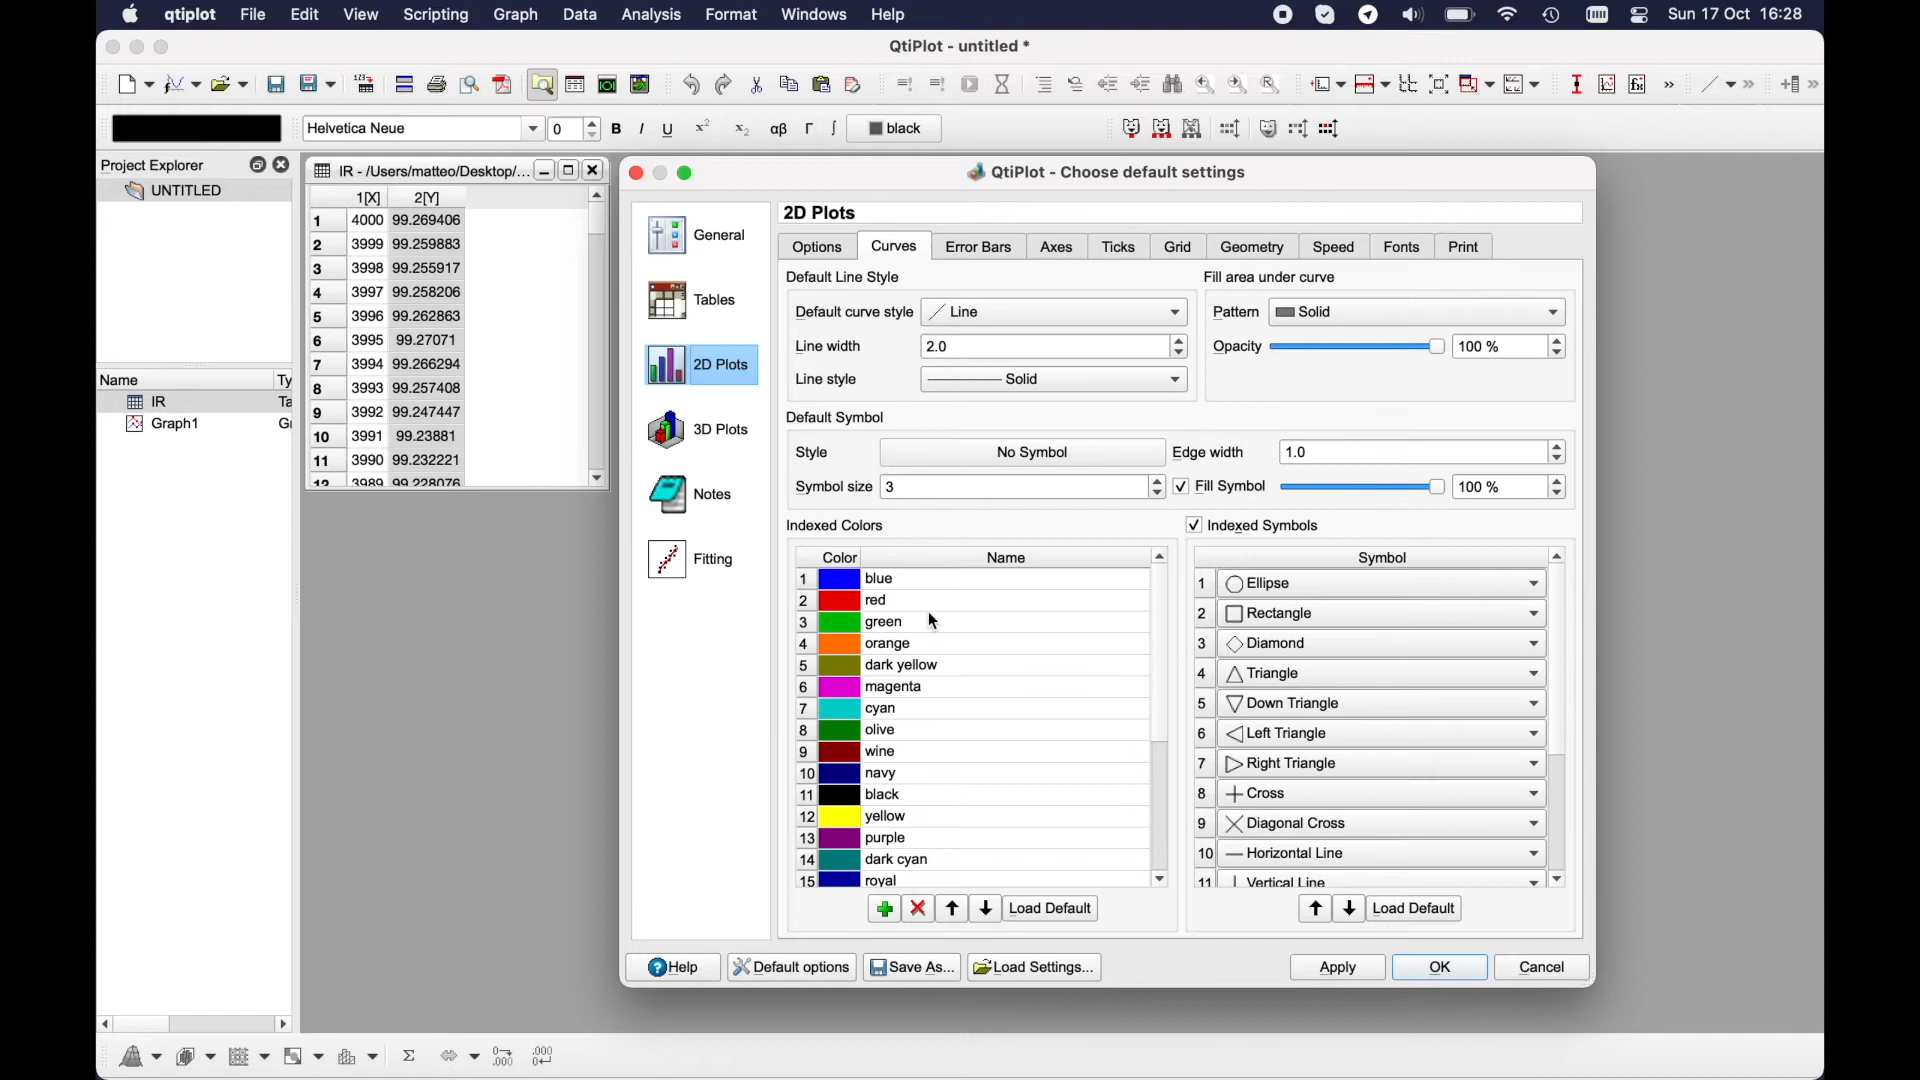 qtiplot File Edit View Scripting Graph Data Analysis Format Windows Help Sun 17 Oct 16:28
QtiPlot - untitled *
Helvetica Neue 0 B I U x² x₂ αβ Γ ∫ black
Project Explorer
UNTITLED
Name Ty
IR Ta
Graph1 Gr
IR - /Users/matteo/Desktop/...
1[X] 2[Y]
1 4000 99.269406
2 3999 99.259883
3 3998 99.255917
4 3997 99.258206
5 3996 99.262863
6 3995 99.27071
7 3994 99.266294
8 3993 99.257408
9 3992 99.247447
10 3991 99.23881
11 3990 99.232221
12 3989 99.228076
QtiPlot - Choose default settings
General
Tables
2D Plots
3D Plots
Notes
Fitting
2D Plots
Options Curves Error Bars Axes Ticks Grid Geometry Speed Fonts Print
Default Line Style
Default curve style Line
Line width 2.0
Line style Solid
Fill area under curve
Pattern Solid
Opacity 100 %
Default Symbol
Style No Symbol Edge width 1.0
Symbol size 3 Fill Symbol 100 %
Indexed Colors
Color Name
1 blue
2 red
3 green
4 orange
5 dark yellow
6 magenta
7 cyan
8 olive
9 wine
10 navy
11 black
12 yellow
13 purple
14 dark cyan
15 royal
Load Default
Indexed Symbols
Symbol
1 Ellipse
2 Rectangle
3 Diamond
4 Triangle
5 Down Triangle
6 Left Triangle
7 Right Triangle
8 Cross
9 Diagonal Cross
10 Horizontal Line
11 Vertical Line
Load Default
Help Default options Save As... Load Settings... Apply OK Cancel